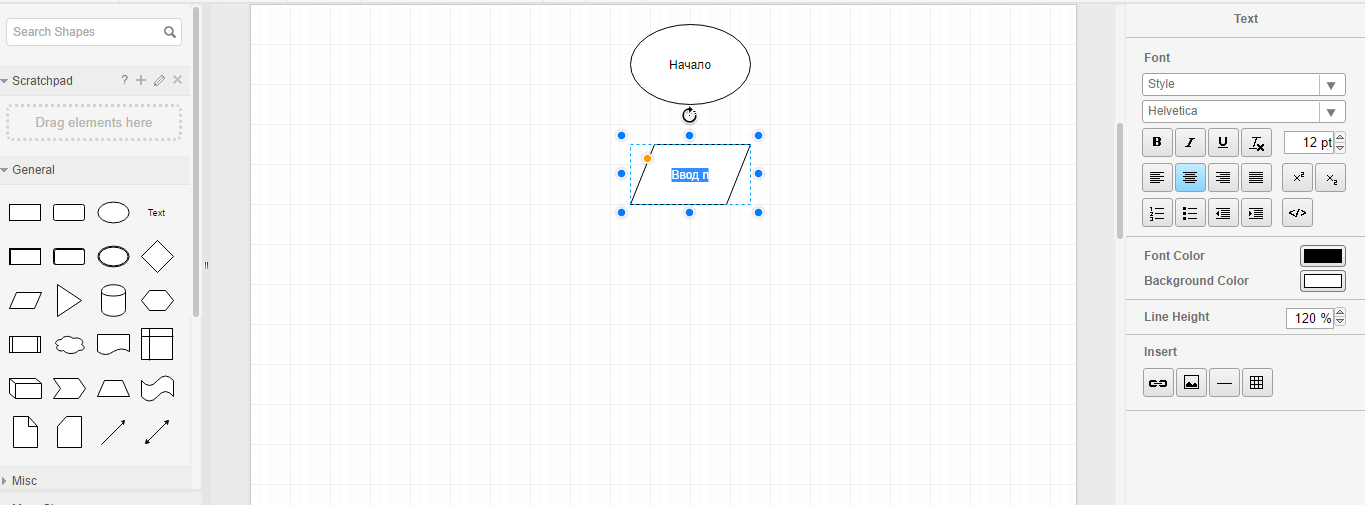 Search Shapes
Scratchpad
?
Drag elements here
General
Text
Misc
Начало
Ввод n
Text
Font
Style
Helvetica
B I U T
12 pt
Font Color
Background Color
Line Height
120 %
Insert